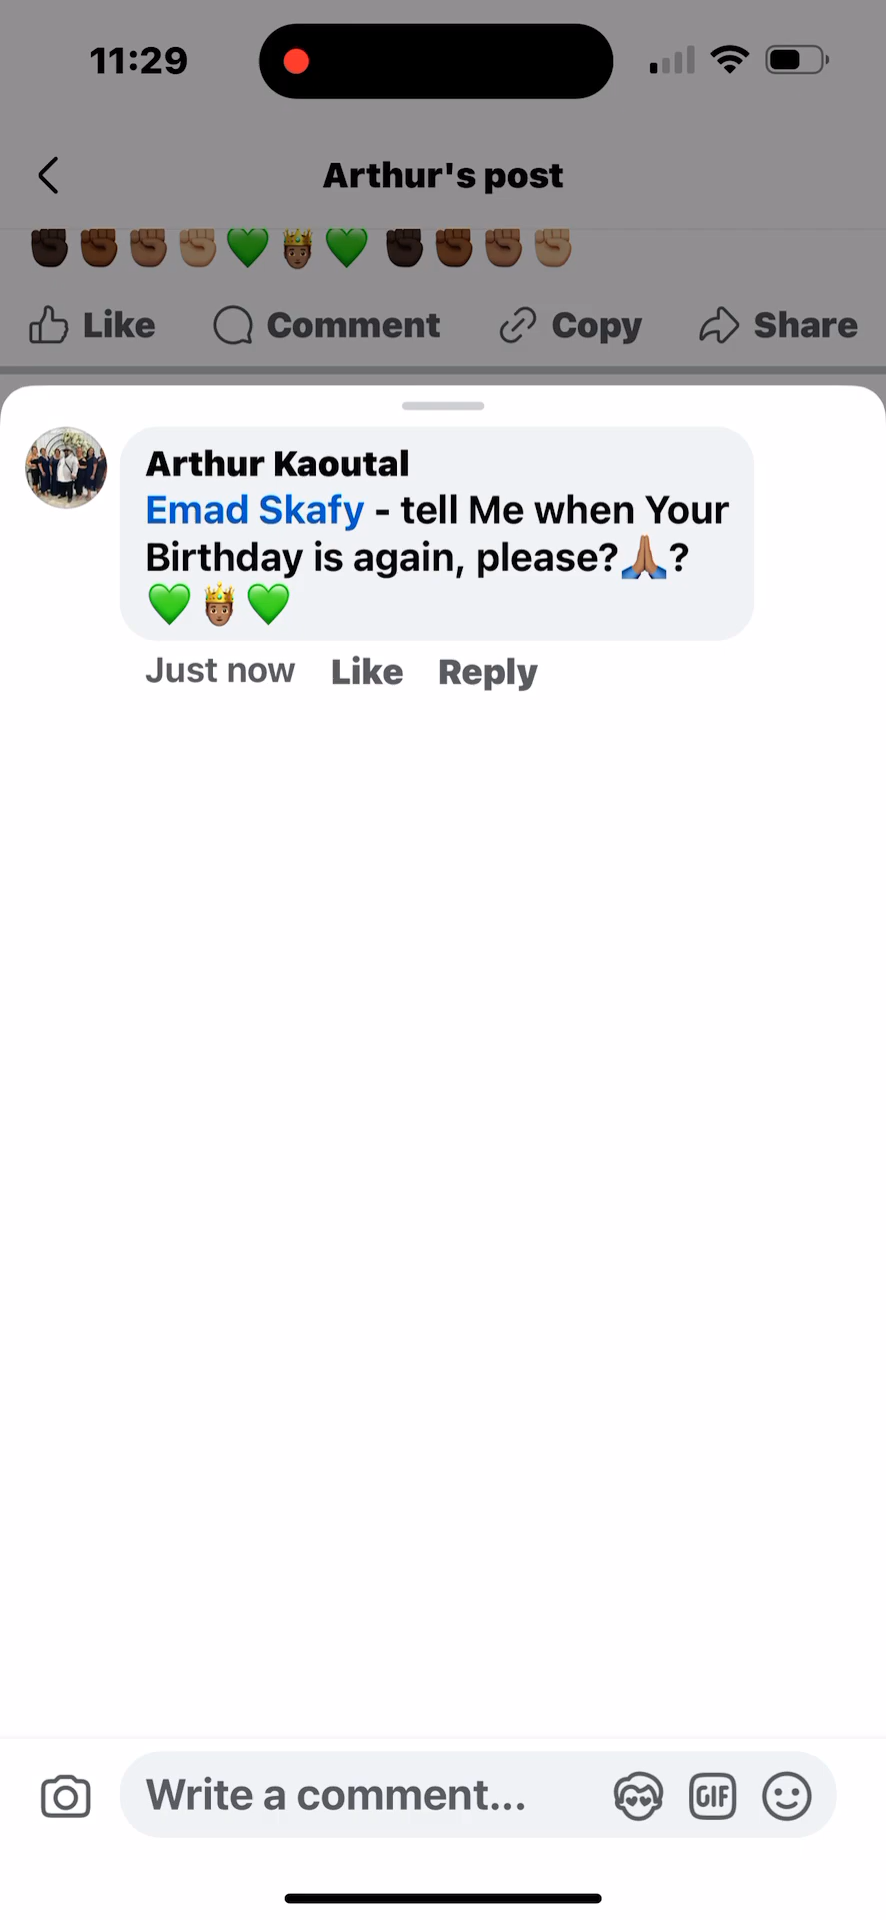 11:29
Arthur's post
✊🏿✊🏾✊🏽✊🏼💚🤴🏽💚✊🏿✊🏾✊🏽✊🏼
Like Comment Copy Share
Arthur Kaoutal
Emad Skafy - tell Me when Your
Birthday is again, please?🙏🏽?
💚🤴🏽💚
Just now Like Reply
Write a comment... GIF